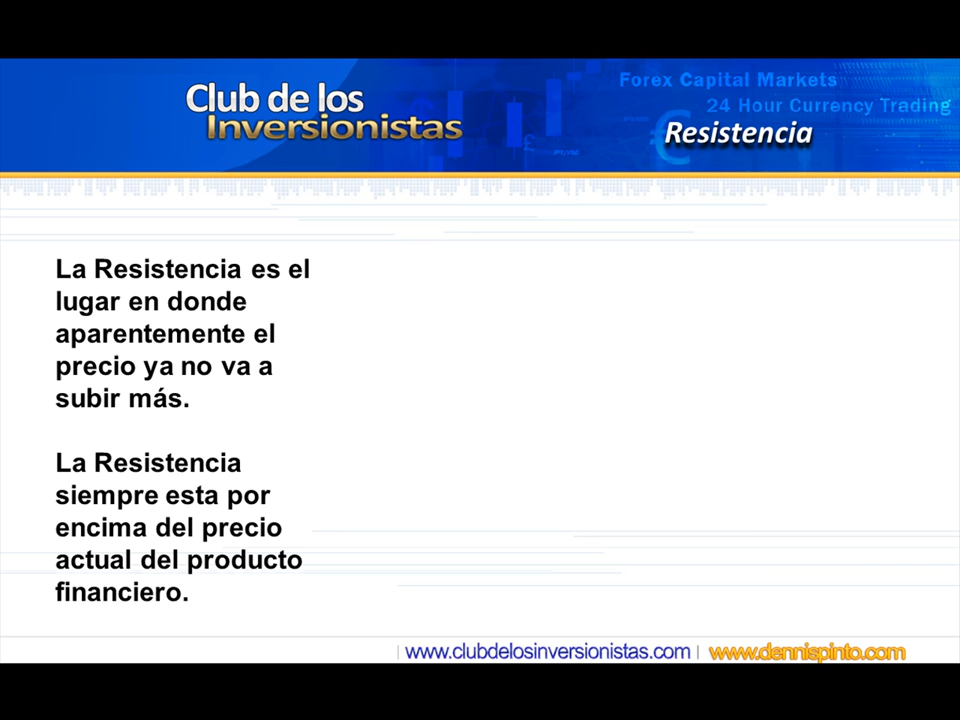 Club de los
Inversionistas
Forex Capital Markets
24 Hour Currency Trading
Resistencia
La Resistencia es el
lugar en donde
aparentemente el
precio ya no va a
subir más.
La Resistencia
siempre esta por
encima del precio
actual del producto
financiero.
| www.clubdelosinversionistas.com | www.dennispinto.com